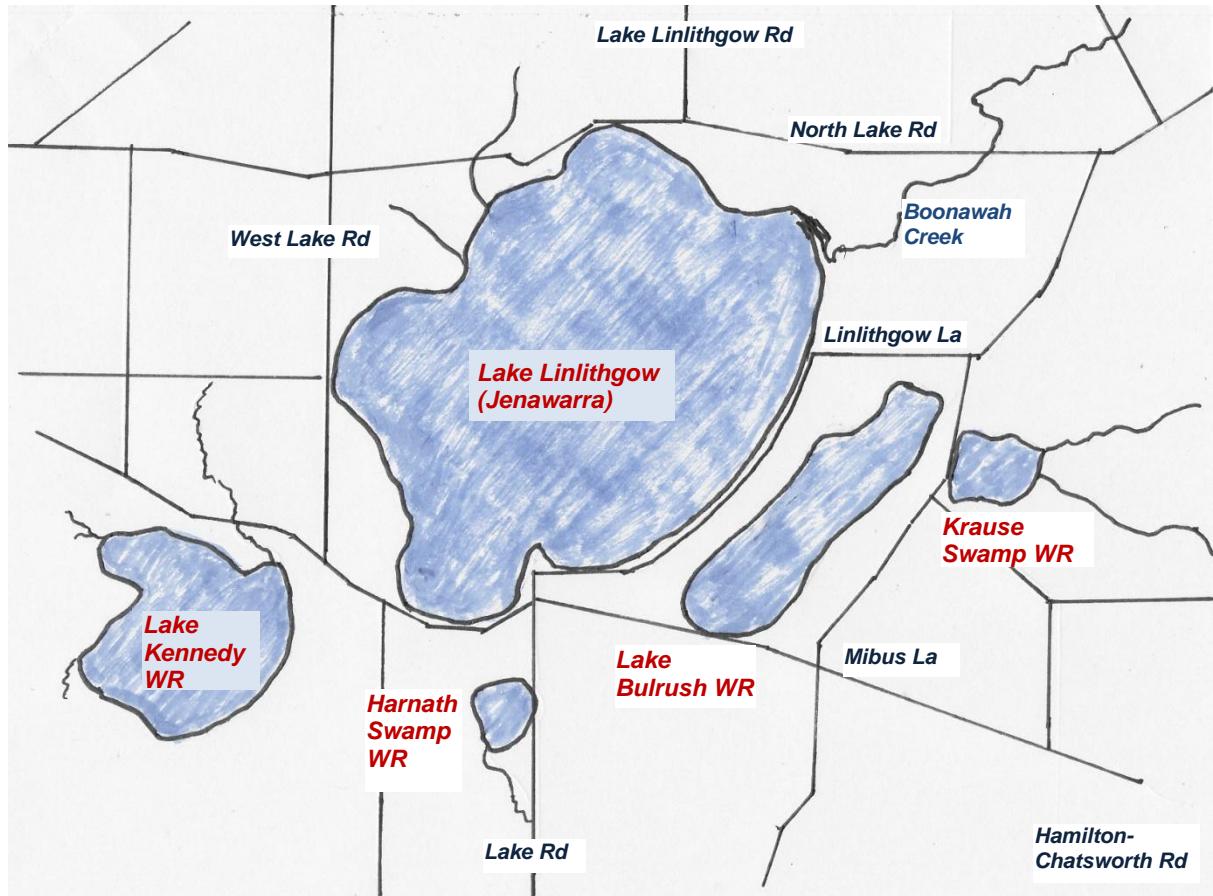 Lake Linlithgow Rd
North Lake Rd
Boonawah
Creek
West Lake Rd
Linlithgow La
Lake Linlithgow
(Jenawarra)
Krause
Swamp WR
Lake
Kennedy
WR
Lake
Bulrush WR
Mibus La
Harnath
Swamp
WR
Lake Rd
Hamilton-
Chatsworth Rd